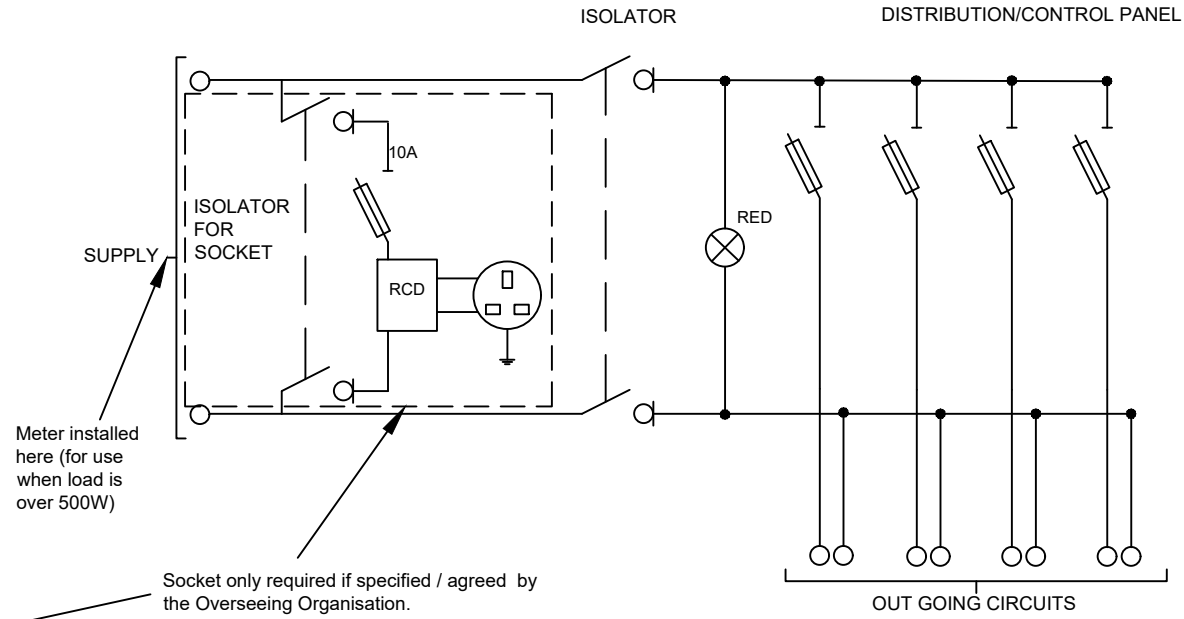 ISOLATOR
DISTRIBUTION/CONTROL PANEL
10A
ISOLATOR
FOR
SOCKET
SUPPLY
RED
RCD
Meter installed
here (for use
when load is
over 500W)
Socket only required if specified / agreed by
the Overseeing Organisation.
OUT GOING CIRCUITS